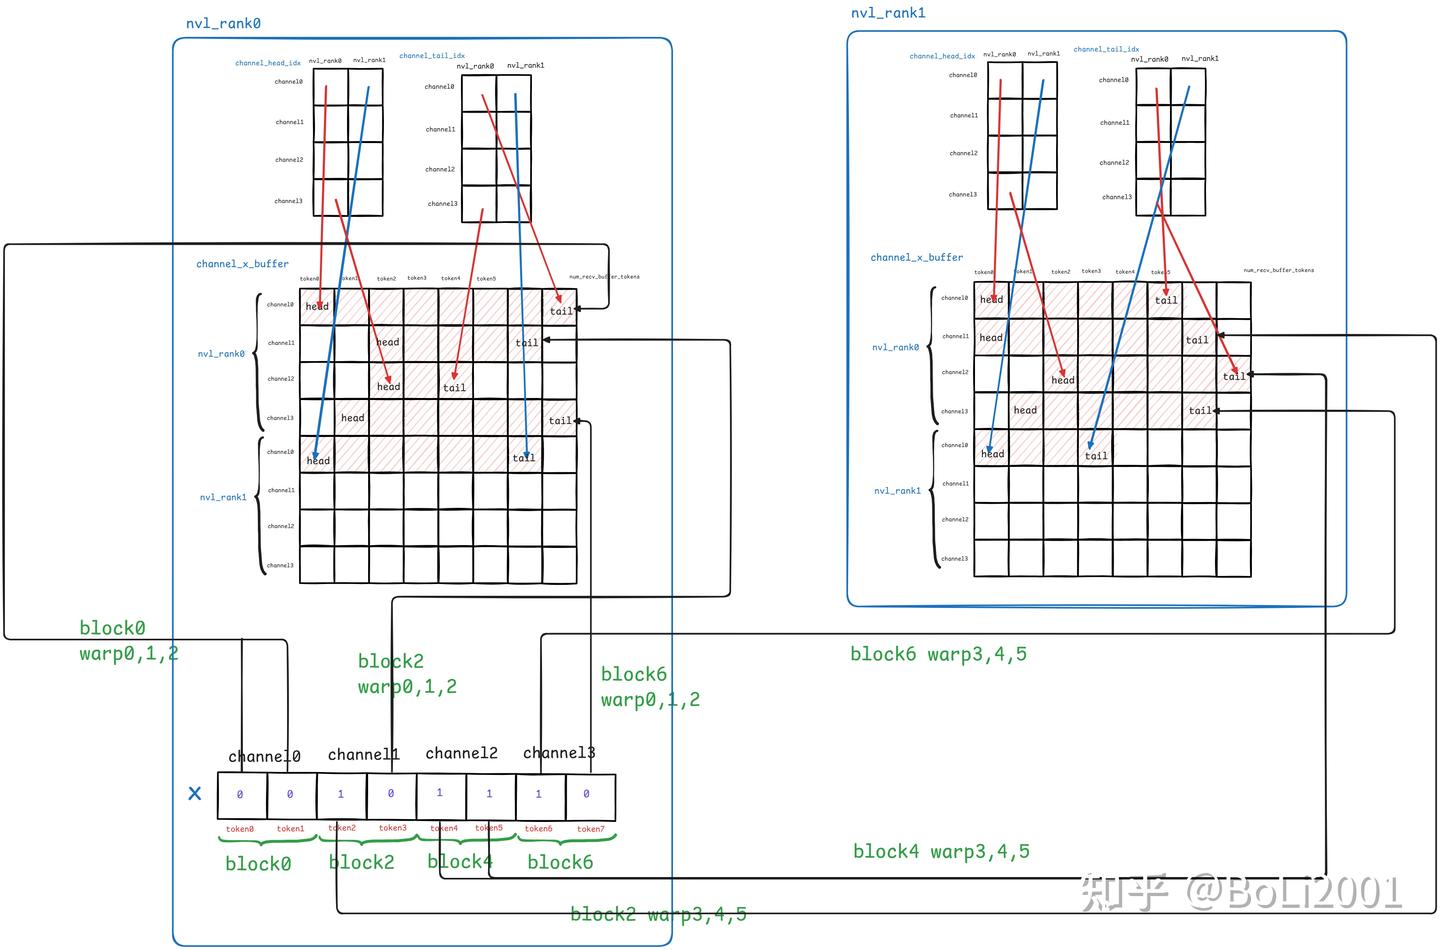 nvl_rank0
channel_head_idx
nvl_rank0
nvl_rank1
channel0
channel1
channel2
channel3
channel_tail_idx
nvl_rank0
nvl_rank1
channel0
channel1
channel2
channel3
channel_x_buffer
token0
token1
token2
token3
token4
token5
num_recv_buffer_tokens
nvl_rank0
channel0
head
tail
channel1
head
tail
channel2
head
tail
channel3
head
tail
nvl_rank1
channel0
head
tail
channel1
channel2
channel3
nvl_rank1
channel_head_idx
nvl_rank0
nvl_rank1
channel0
channel1
channel2
channel3
channel_tail_idx
nvl_rank0
nvl_rank1
channel0
channel1
channel2
channel3
channel_x_buffer
token0
token1
token2
token3
token4
token5
num_recv_buffer_tokens
nvl_rank0
channel0
head
tail
channel1
head
tail
channel2
head
tail
channel3
head
tail
nvl_rank1
channel0
head
tail
channel1
channel2
channel3
block0
warp0,1,2
block2
warp0,1,2
block6
warp0,1,2
block6 warp3,4,5
channel0
channel1
channel2
channel3
x
0 0 1 0 1 1 1 0
token0 token1 token2 token3 token4 token5 token6 token7
block0
block2
block4
block6
block4 warp3,4,5
block2 warp3,4,5
知乎 @BoLi2001